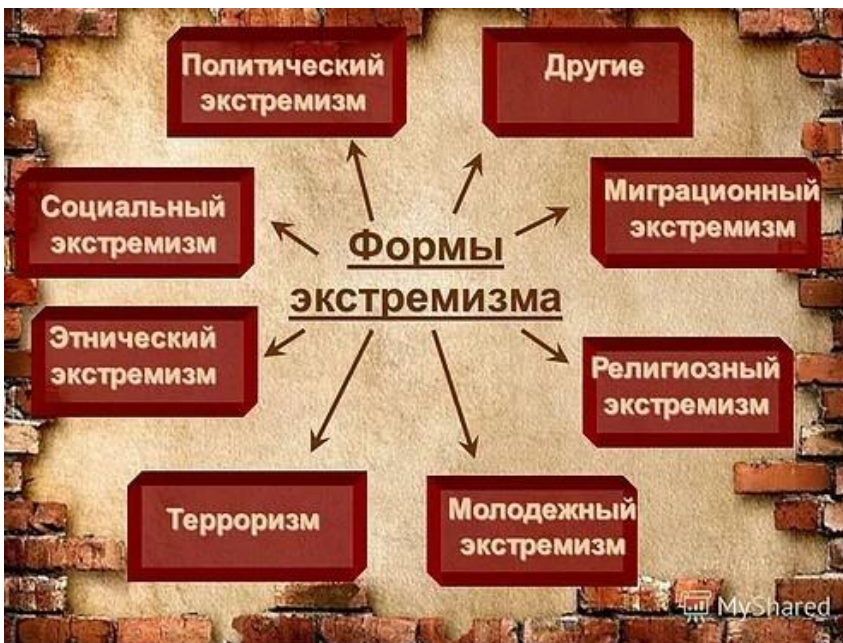 Политический
экстремизм
Другие
Социальный
экстремизм
Миграционный
экстремизм
Формы
экстремизма
Этнический
экстремизм
Религиозный
экстремизм
Терроризм
Молодежный
экстремизм
MyShared